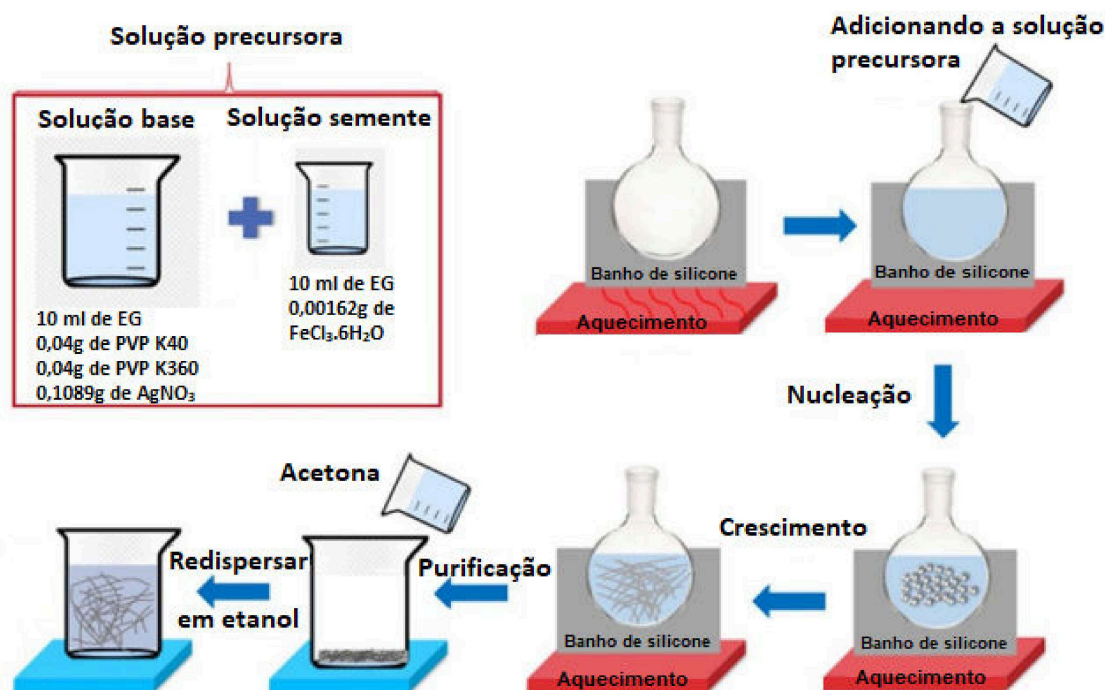 Solução precursora
Solução base
Solução semente
10 ml de EG
0,04g de PVP K40
0,04g de PVP K360
0,1089g de AgNO₃
10 ml de EG
0,00162g de
FeCl₃.6H₂O
Adicionando a solução
precursora
Banho de silicone
Aquecimento
Banho de silicone
Aquecimento
Nucleação
Banho de silicone
Aquecimento
Crescimento
Banho de silicone
Aquecimento
Purificação
Acetona
Redispersar
em etanol